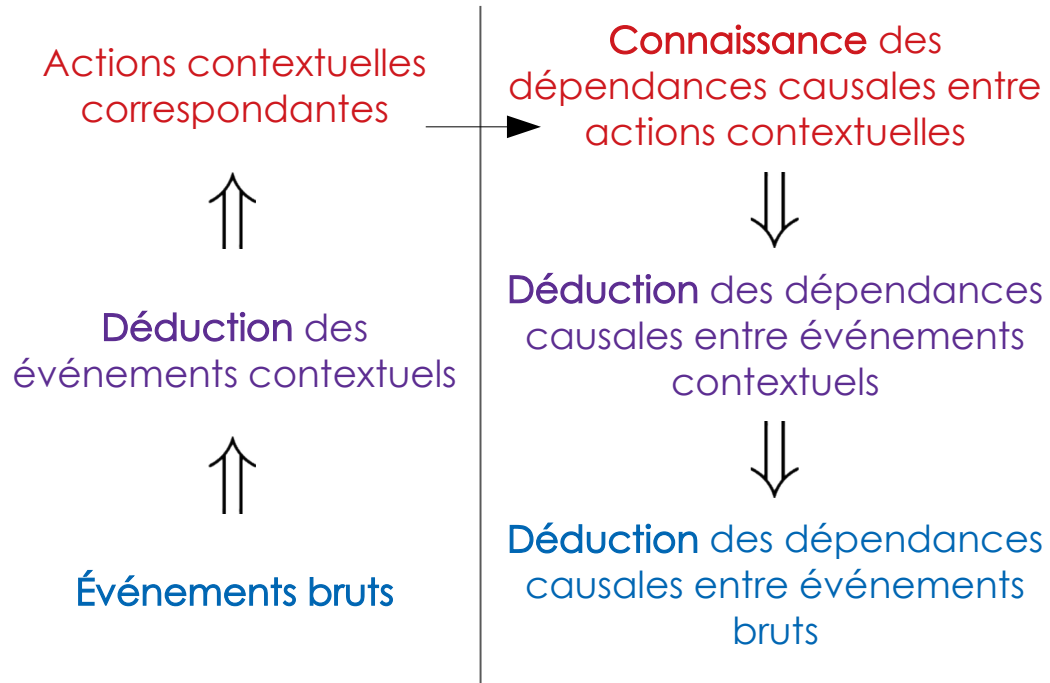 Actions contextuelles
correspondantes
Déduction des
événements contextuels
Événements bruts
Connaissance des
dépendances causales entre
actions contextuelles
Déduction des dépendances
causales entre événements
contextuels
Déduction des dépendances
causales entre événements
bruts